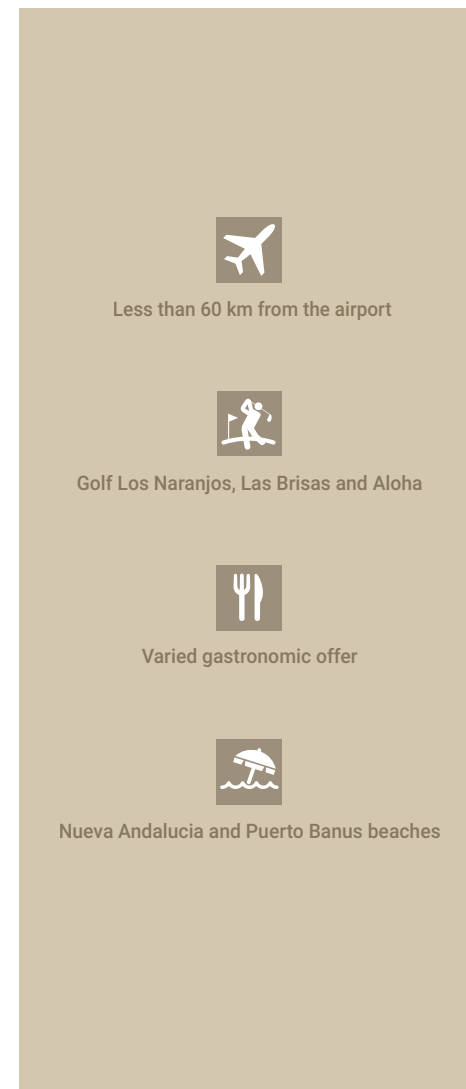 Less than 60 km from the airport
Golf Los Naranjos, Las Brisas and Aloha
Varied gastronomic offer
Nueva Andalucia and Puerto Banus beaches